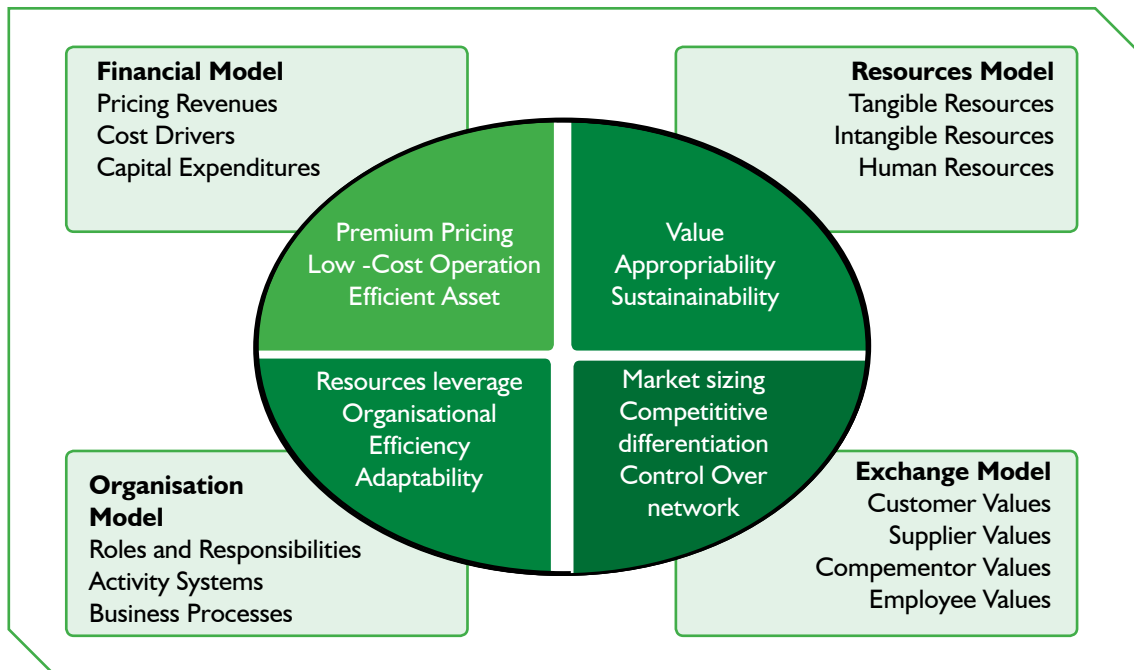 Financial Model
Pricing Revenues
Cost Drivers
Capital Expenditures
Resources Model
Tangible Resources
Intangible Resources
Human Resources
Premium Pricing
Low -Cost Operation
Efficient Asset
Value
Appropriability
Sustainainability
Resources leverage
Organisational
Efficiency
Adaptability
Market sizing
Competititive
differentiation
Control Over
network
Organisation
Model
Roles and Responsibilities
Activity Systems
Business Processes
Exchange Model
Customer Values
Supplier Values
Compementor Values
Employee Values